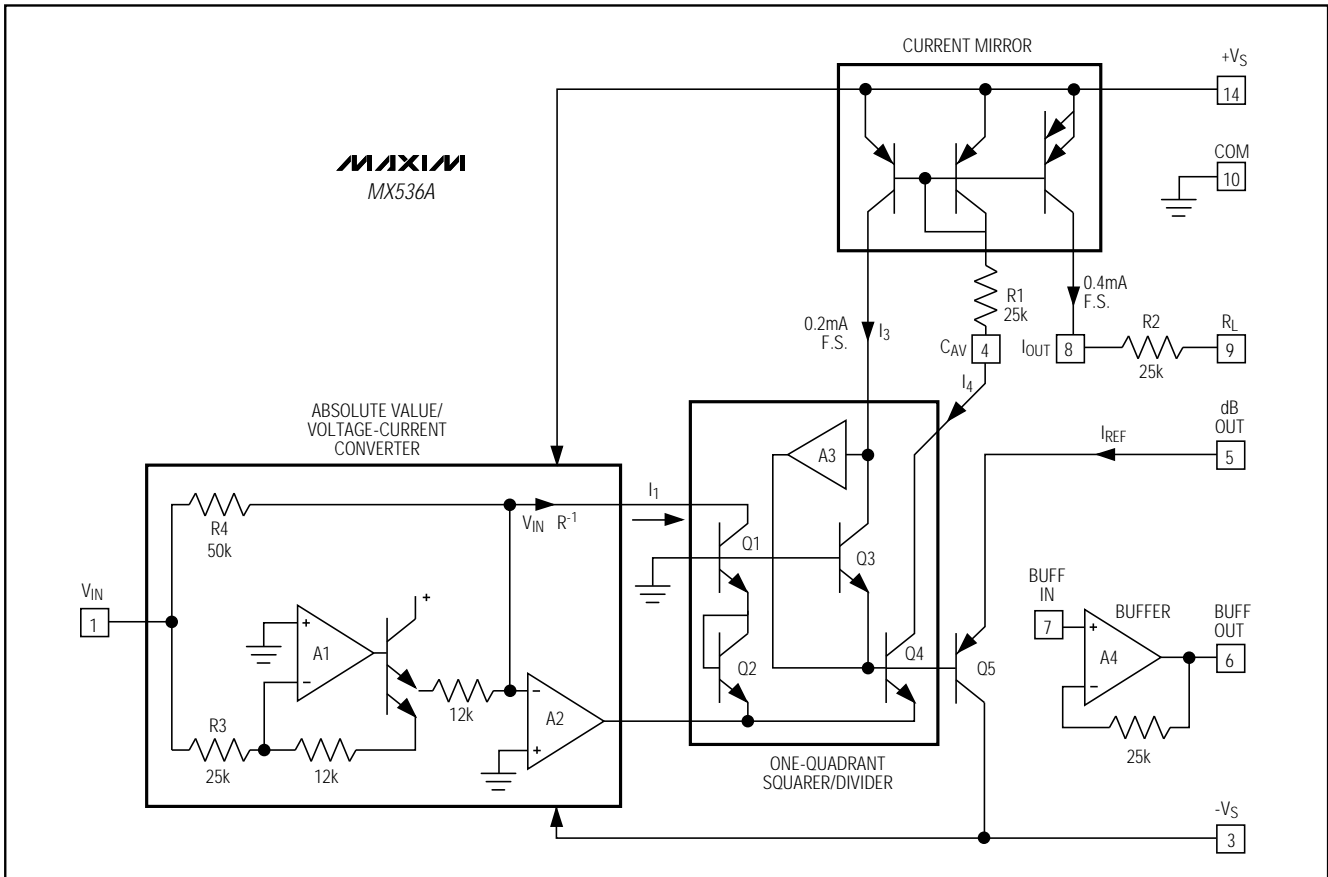 CURRENT MIRROR
+VS
14
COM
10
MAXIM
MX536A
R1
25k
0.4mA
F.S.
0.2mA
F.S.
I3
CAV
4
IOUT
8
R2
25k
RL
9
I4
ABSOLUTE VALUE/
VOLTAGE-CURRENT
CONVERTER
dB
OUT
5
IREF
A3
I1
VIN R-1
R4
50k
Q1
Q3
VIN
1
+
+
A1
-
12k
-
A2
+
R3
25k
12k
Q2
Q4
Q5
BUFF
IN
7
BUFFER
+
A4
-
25k
BUFF
OUT
6
ONE-QUADRANT
SQUARER/DIVIDER
-VS
3